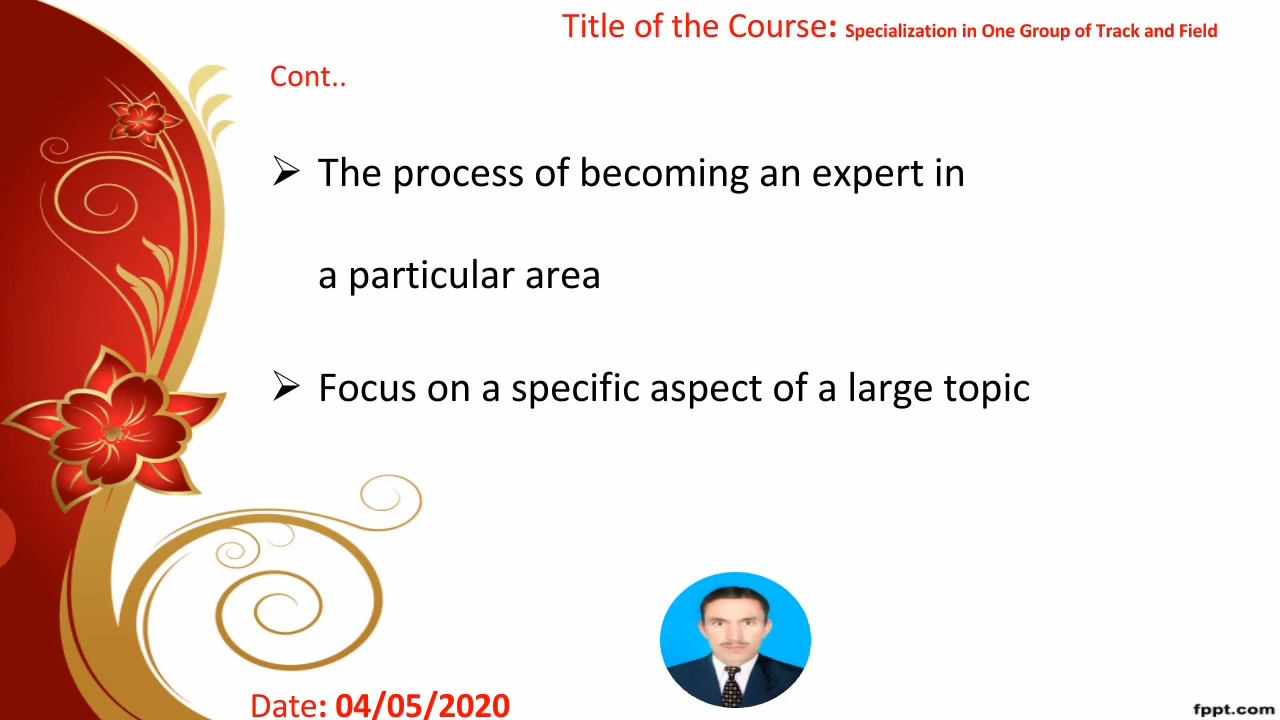 Title of the Course: Specialization in One Group of Track and Field
Cont..
➢ The process of becoming an expert in
a particular area
➢ Focus on a specific aspect of a large topic
Date: 04/05/2020
fppt.com